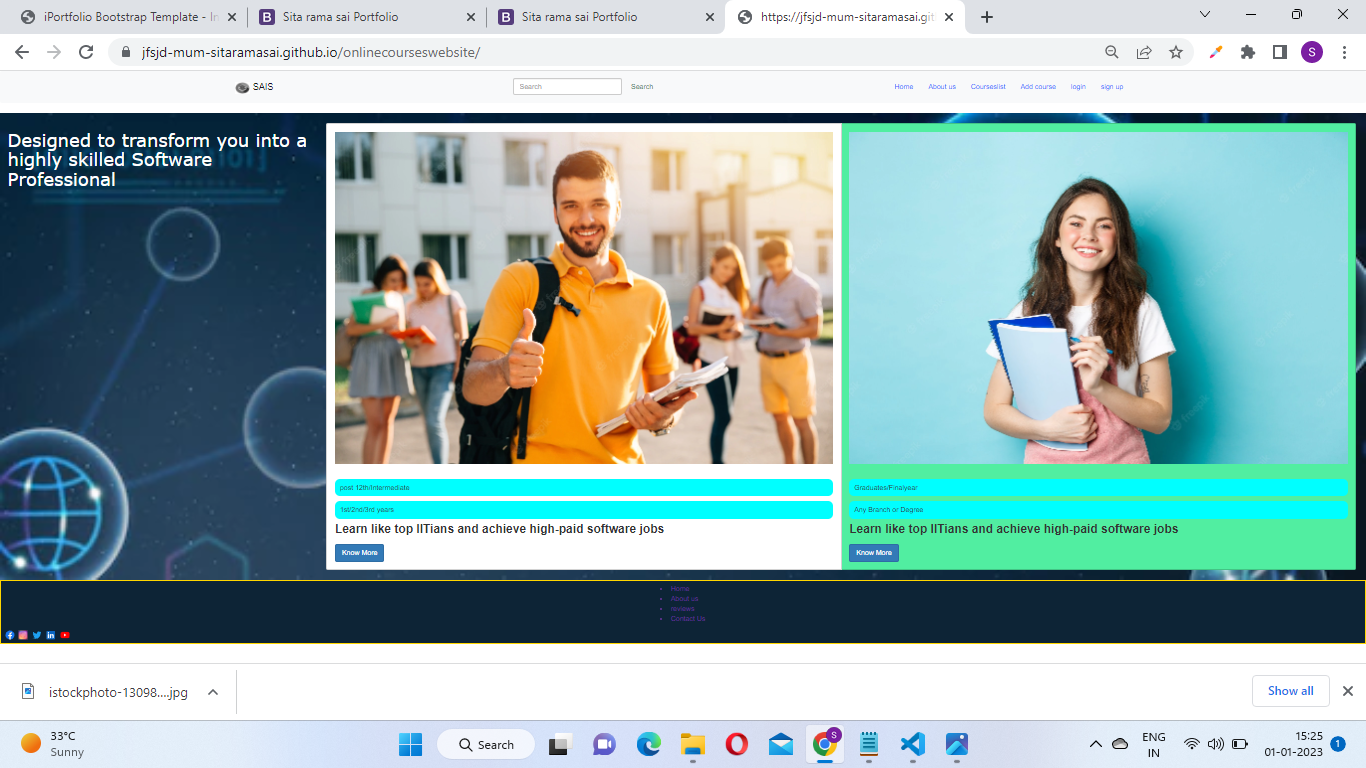 iPortfolio Bootstrap Template - In
Sita rama sai Portfolio
Sita rama sai Portfolio
https://jfsjd-mum-sitaramasai.git
jfsjd-mum-sitaramasai.github.io/onlinecourseswebsite/
S
SAIS
Search
Search
Home
About us
Courseslist
Add course
login
sign up
Designed to transform you into a
highly skilled Software
Professional
post 12th/Intermediate
1st/2nd/3rd years
Learn like top IITians and achieve high-paid software jobs
Know More
Graduates/Finalyear
Any Branch or Degree
Learn like top IITians and achieve high-paid software jobs
Know More
Home
About us
reviews
Contact Us
istockphoto-13098....jpg
Show all
33°C
Sunny
Search
S
ENG
IN
15:25
01-01-2023
1